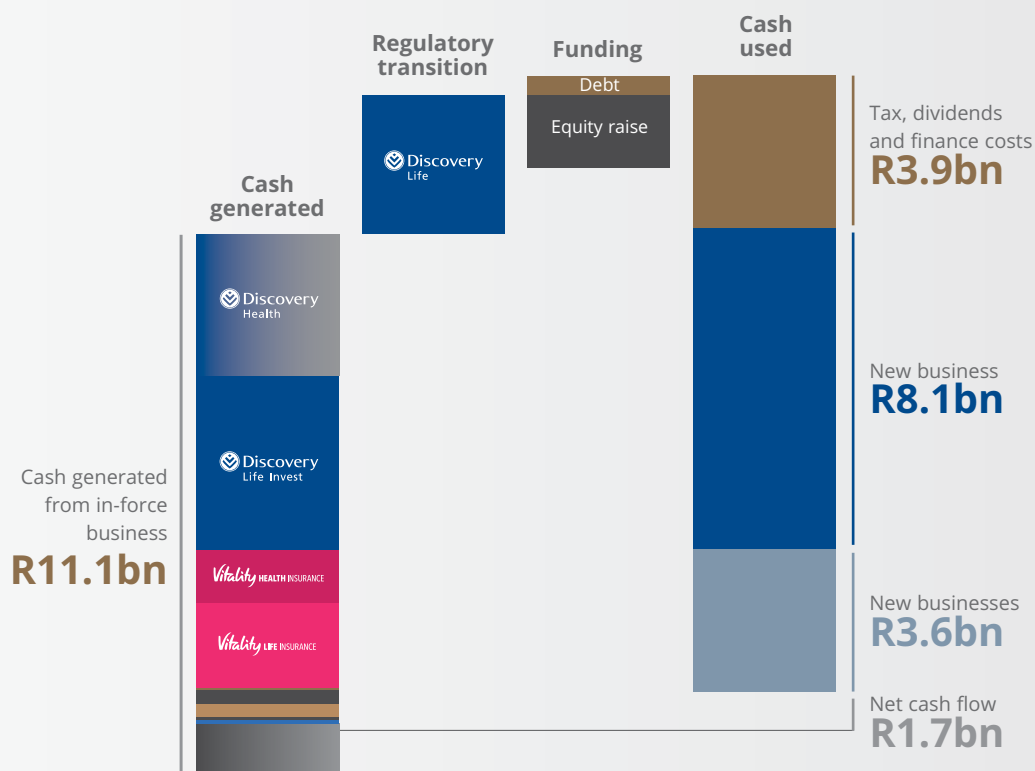 Cash
generated
Regulatory
transition
Funding
Cash
used
Cash generated
from in-force
business
R11.1bn
Discovery
Health
Discovery
Life Invest
Vitality HEALTH INSURANCE
Vitality LIFE INSURANCE
Discovery
Life
Debt
Equity raise
Tax, dividends
and finance costs
R3.9bn
New business
R8.1bn
New businesses
R3.6bn
Net cash flow
R1.7bn